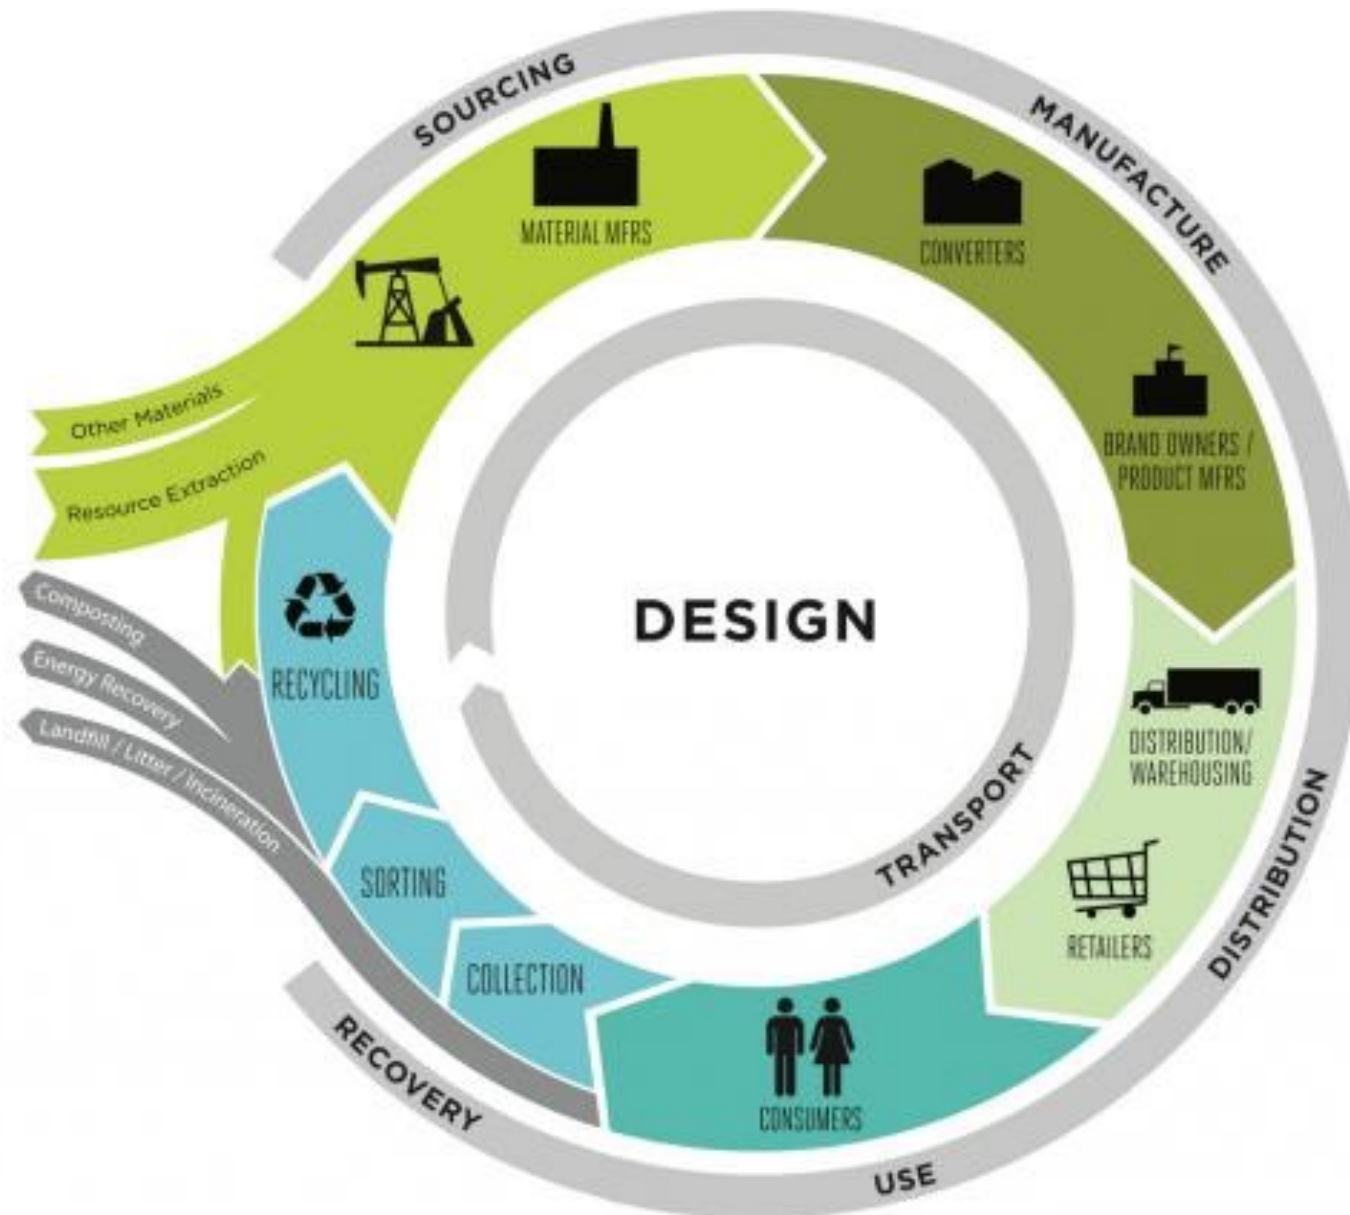 SOURCING
MANUFACTURE
MATERIAL MFRS
CONVERTERS
BRAND OWNERS /
PRODUCT MFRS
Other Materials
Resource Extraction
Composting
Energy Recovery
Landfill / Litter / Incineration
DESIGN
RECYCLING
DISTRIBUTION/
WAREHOUSING
TRANSPORT
DISTRIBUTION
SORTING
RETAILERS
COLLECTION
RECOVERY
CONSUMERS
USE